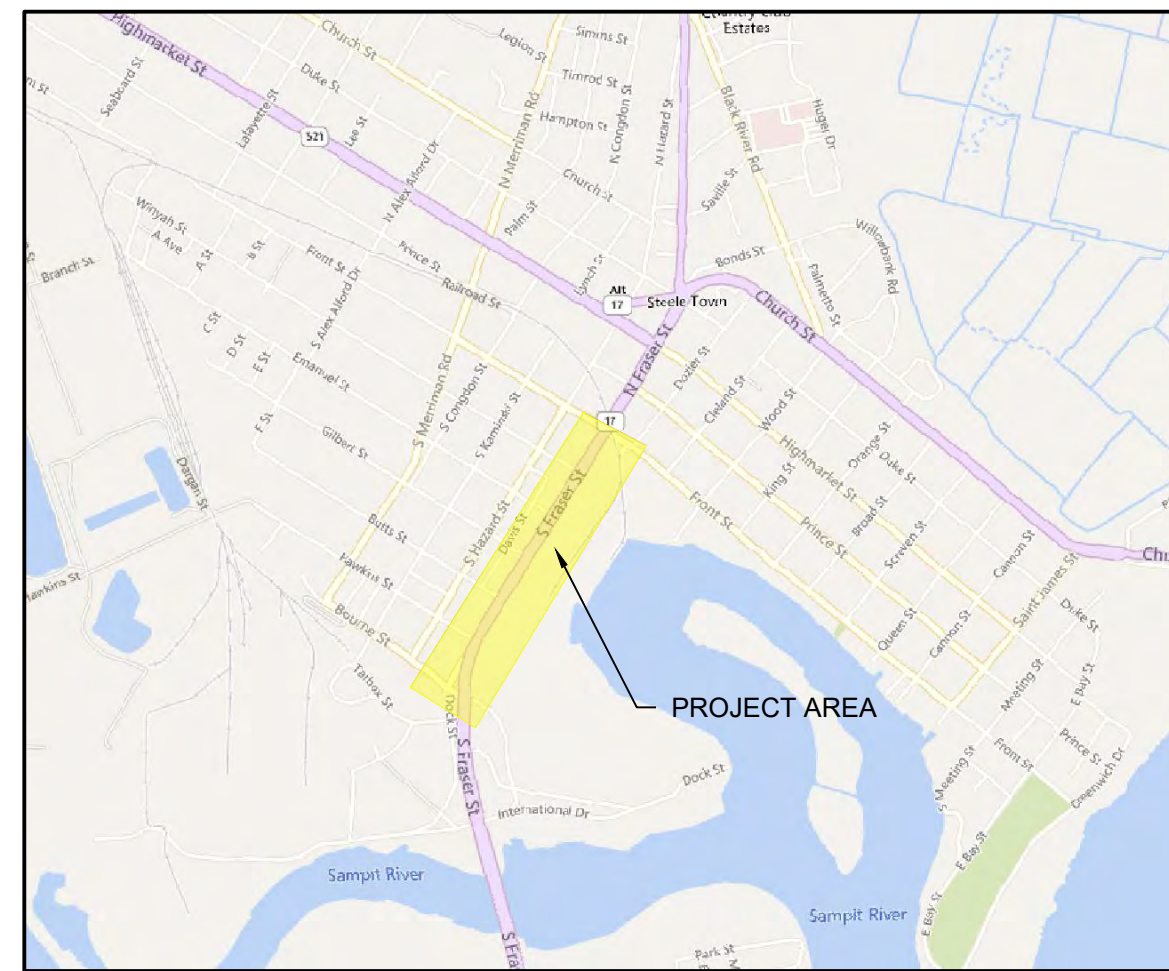 Country Club
Estates
Highmarket St
Church St
Legion St
Simms St
Seaboard St
Duke St
Timrod St
Lafayette St
521
Lee St
Hampton St
N Merriman Rd
N Congdon St
N Hazard St
Black River Rd
Huger Dr
N Alex Alford Dr
Church St
Saville St
Palm St
Winyah St
A Ave
A St
B St
Front St
Prince St
Railroad St
Lynch St
Bonds St
Willowbank Rd
Palmetto St
Branch St
Alt
17
Steele Town
Church St
C St
D St
E St
F St
S Alex Alford Dr
Emanuel St
S Merriman Rd
S Congdon St
S Kaminski St
N Fraser St
Dozier St
Cleland St
Wood St
17
Gilbert St
Orange St
Duke St
Highmarket St
King St
Broad St
Screven St
Dargan St
S Hazard St
Daws St
S Fraser St
Front St
Prince St
Butts St
Hawkins St
Cannon St
Saint James St
Hawkins St
Bourne St
Tarbox St
Queen St
Cannon St
Duke St
E Bay St
Meeting St
PROJECT AREA
Dock St
S Fraser St
Front St
Prince St
Greenwich Dr
Dock St
S Meeting St
International Dr
E Bay St
Sampit River
Sampit River
E Bay St
S Fra
Park St